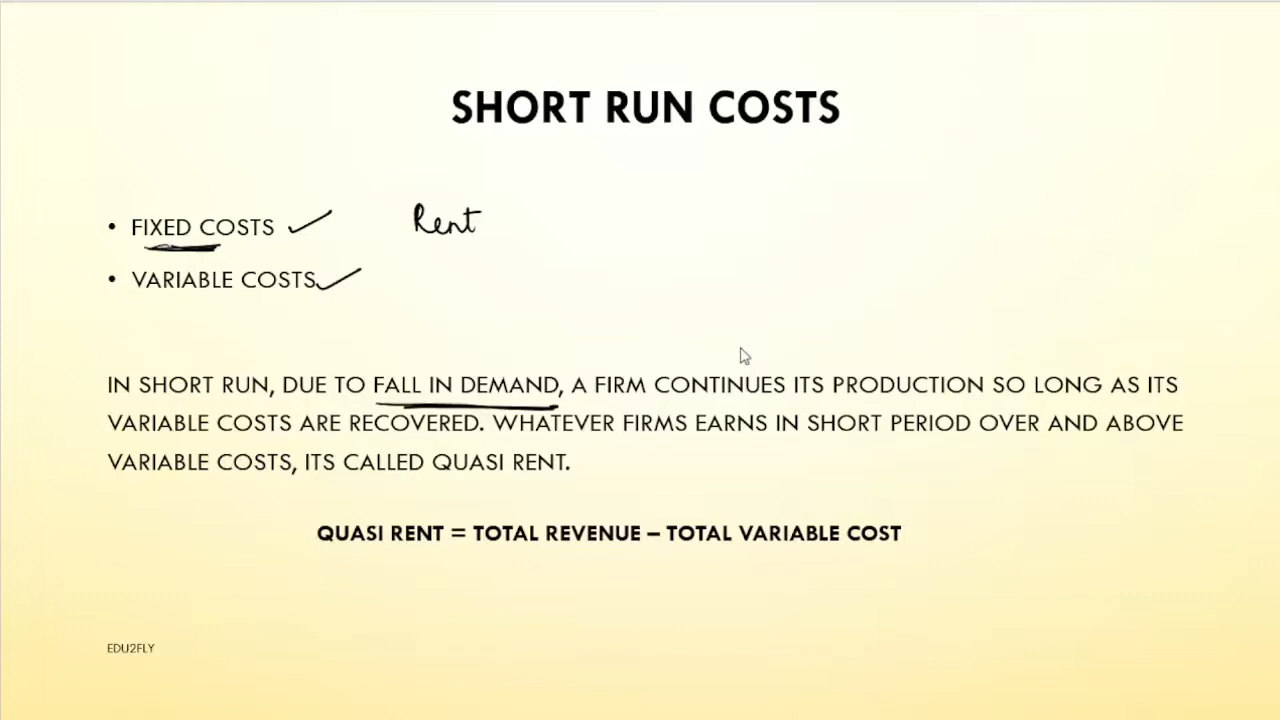 SHORT RUN COSTS
• FIXED COSTS Rent
• VARIABLE COSTS
IN SHORT RUN, DUE TO FALL IN DEMAND, A FIRM CONTINUES ITS PRODUCTION SO LONG AS ITS
VARIABLE COSTS ARE RECOVERED. WHATEVER FIRMS EARNS IN SHORT PERIOD OVER AND ABOVE
VARIABLE COSTS, ITS CALLED QUASI RENT.
QUASI RENT = TOTAL REVENUE – TOTAL VARIABLE COST
EDU2FLY